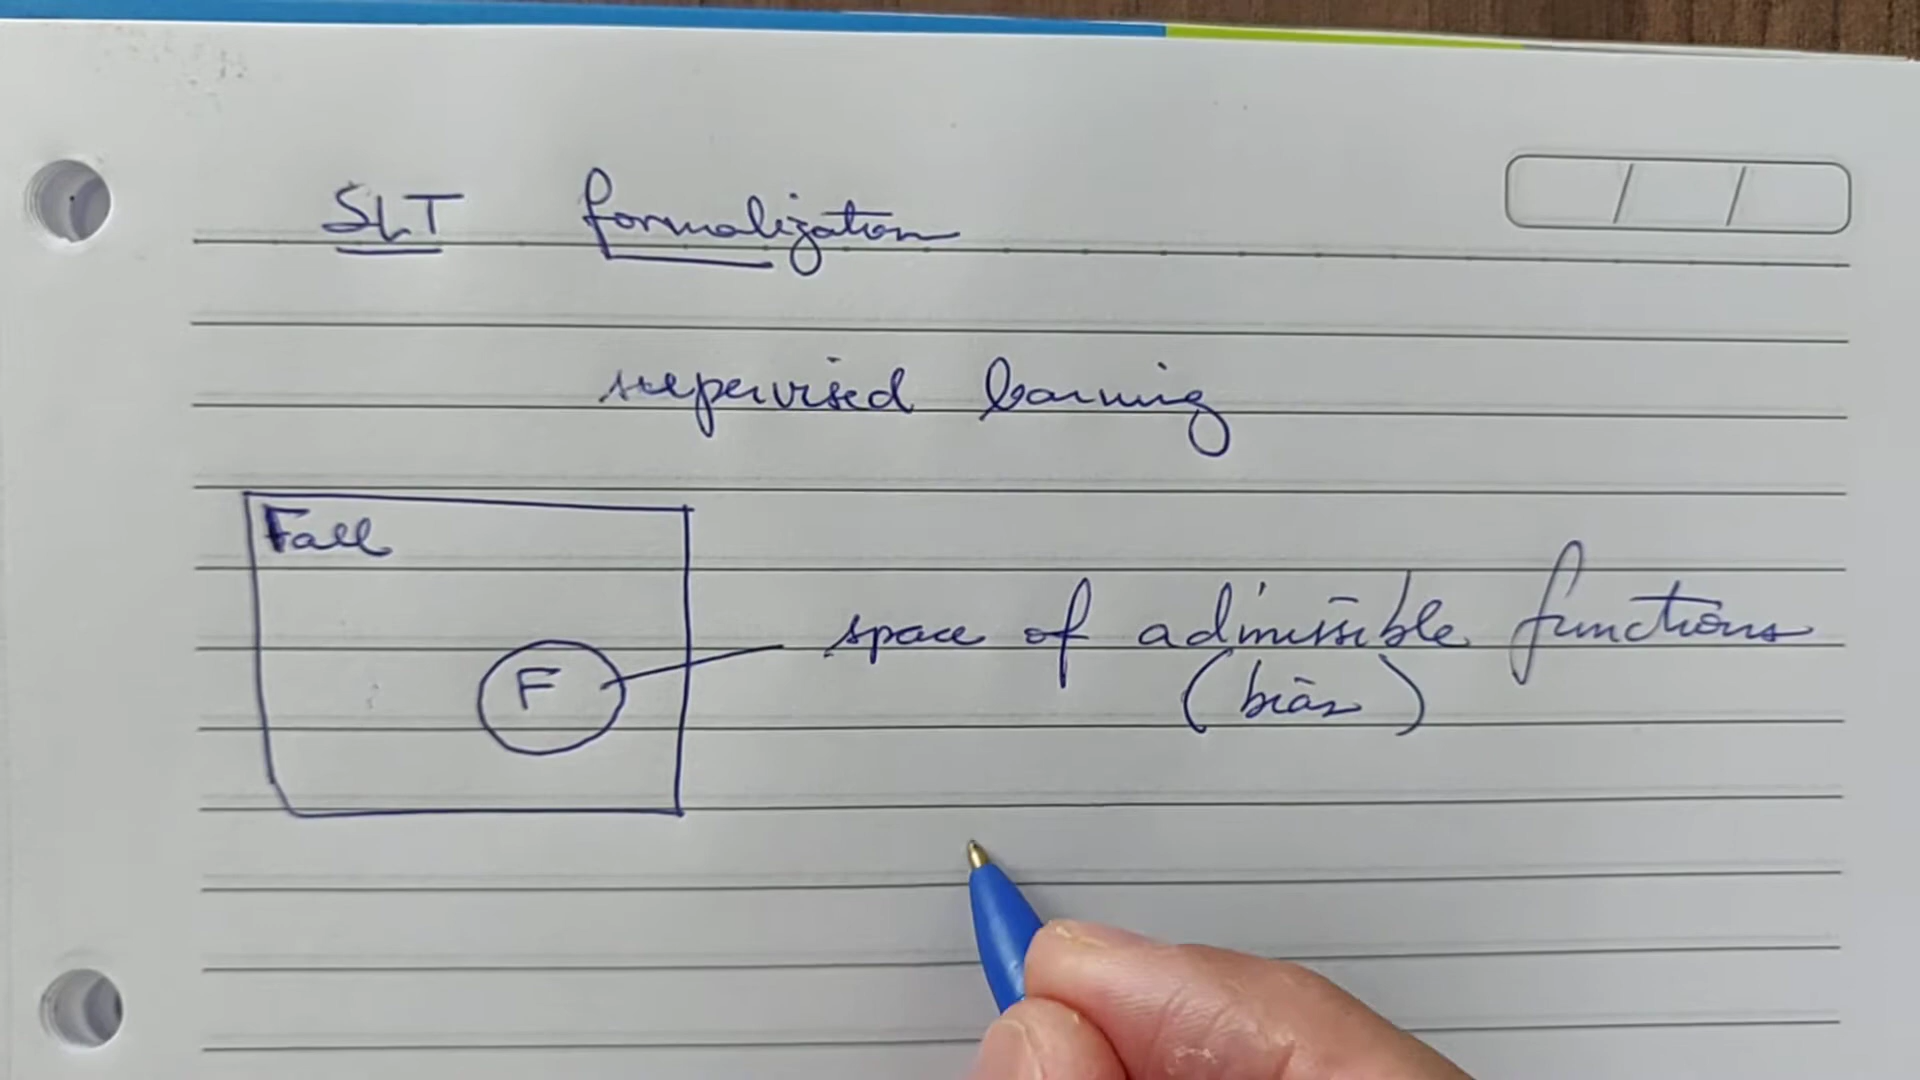 SLT formalization
supervised learning
Fall
space of admissible functions
F
(bias)